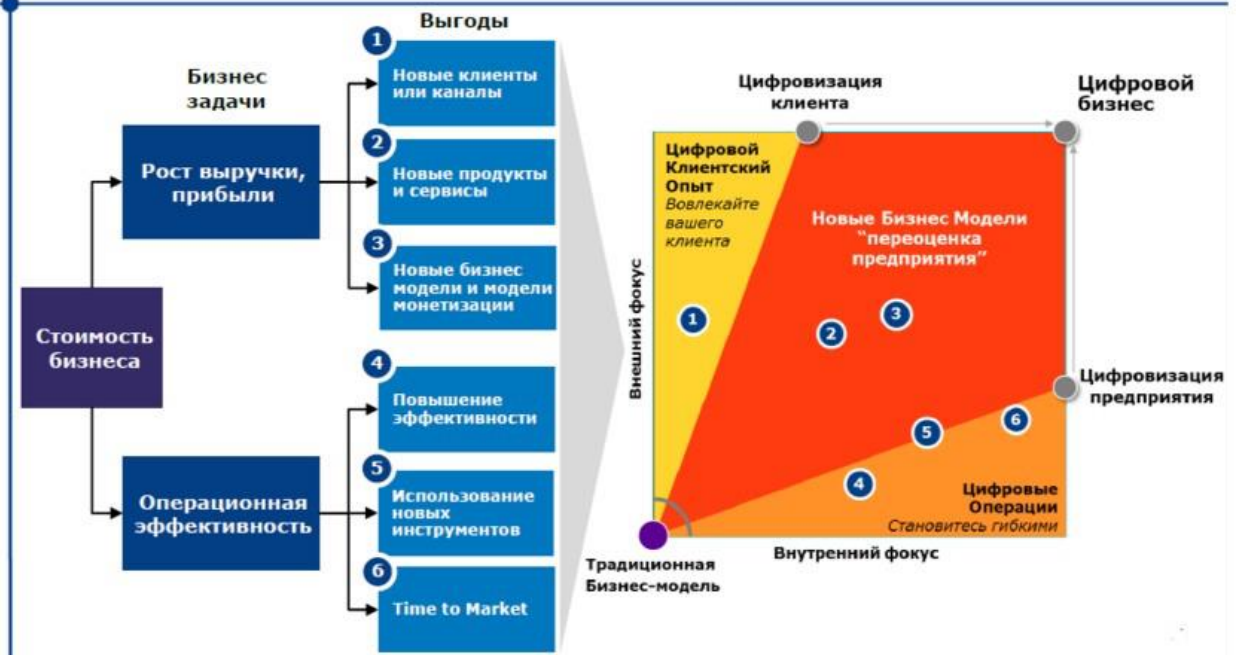 Выгоды
Бизнес
задачи
Рост выручки,
прибыли
Стоимость
бизнеса
Операционная
эффективность
1
Новые клиенты
или каналы
2
Новые продукты
и сервисы
3
Новые бизнес
модели и модели
монетизации
4
Повышение
эффективности
5
Использование
новых
инструментов
6
Time to Market
Цифровизация
клиента
Цифровой
бизнес
Цифровой
Клиентский
Опыт
Вовлекайте
вашего
клиента
Новые Бизнес Модели
“переоценка
предприятия”
Внешний фокус
1
2
3
Цифровизация
предприятия
6
5
4
Цифровые
Операции
Становитесь гибкими
Внутренний фокус
Традиционная
Бизнес-модель